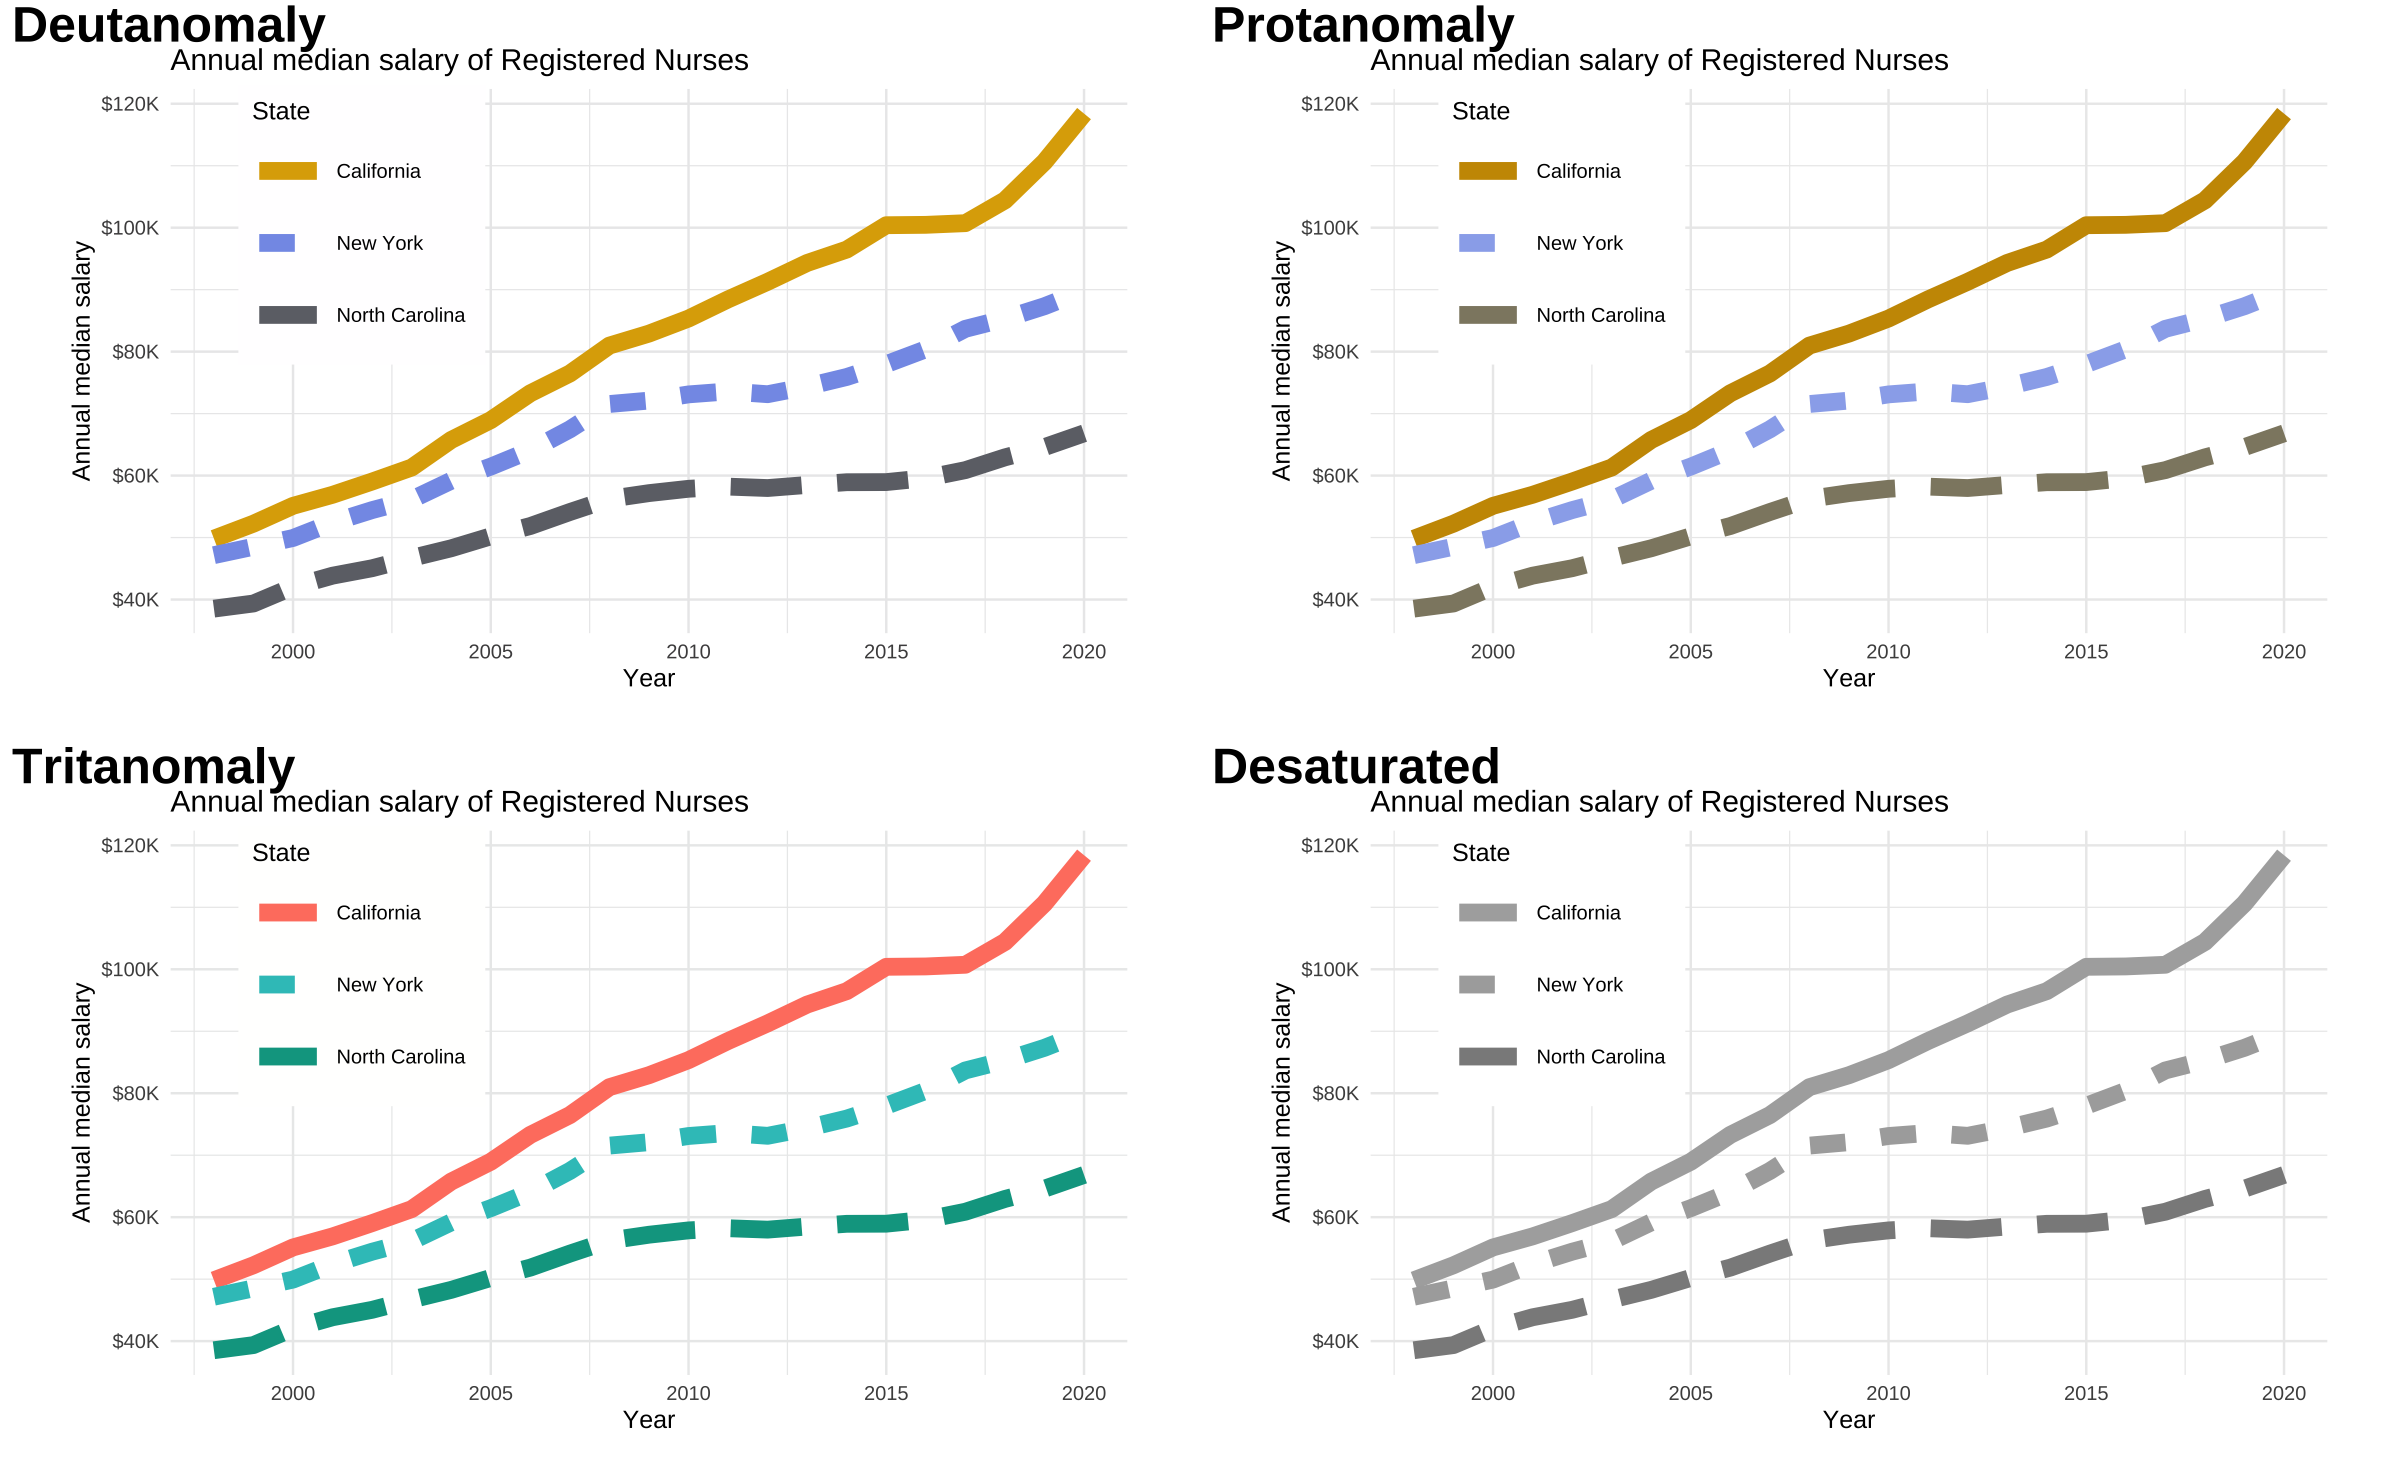 Deutanomaly
Annual median salary of Registered Nurses
$120K
$100K
$80K
$60K
$40K
Annual median salary
State
California
New York
North Carolina
2000 2005 2010 2015 2020
Year
Protanomaly
Annual median salary of Registered Nurses
$120K
$100K
$80K
$60K
$40K
Annual median salary
State
California
New York
North Carolina
2000 2005 2010 2015 2020
Year
Tritanomaly
Annual median salary of Registered Nurses
$120K
$100K
$80K
$60K
$40K
Annual median salary
State
California
New York
North Carolina
2000 2005 2010 2015 2020
Year
Desaturated
Annual median salary of Registered Nurses
$120K
$100K
$80K
$60K
$40K
Annual median salary
State
California
New York
North Carolina
2000 2005 2010 2015 2020
Year